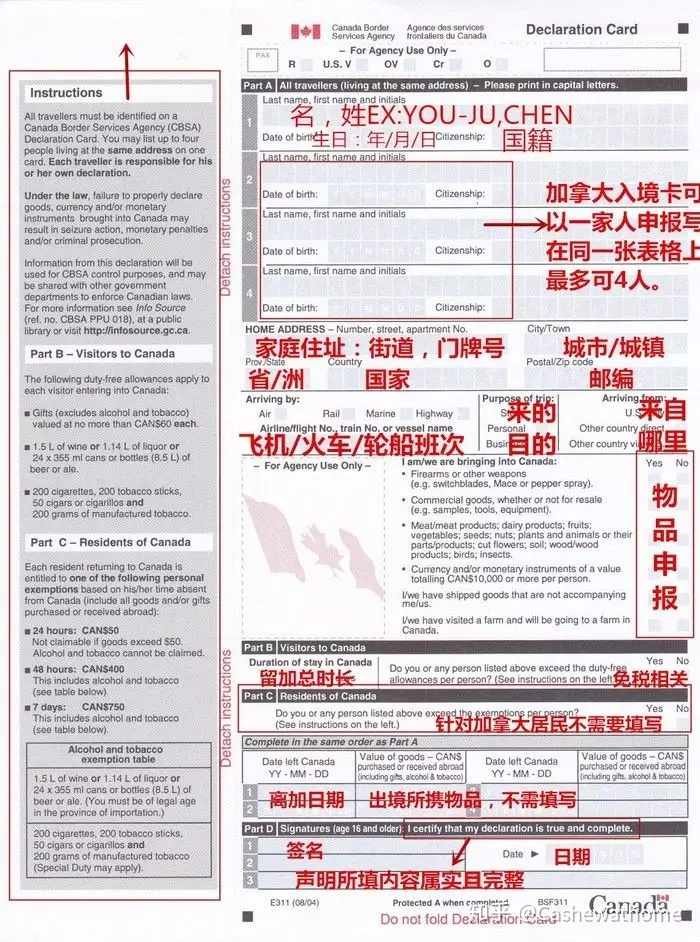 Instructions
All travellers must be identified on a
Canada Border Services Agency (CBSA)
Declaration Card. You may list up to four
people living at the same address on one
card. Each traveller is responsible for his
or her own declaration.
Under the law, failure to properly declare
goods, currency and/or monetary
instruments brought into Canada may
result in seizure action, monetary penalties
and/or criminal prosecution.
Information from this declaration will be
used for CBSA control purposes, and may
be shared with other government
departments to enforce Canadian laws.
For more information see Info Source
(ref. no. CBSA PPU 018), at a public
library or visit http://infosource.gc.ca.
Part B – Visitors to Canada
The following duty-free allowances apply to
each visitor entering into Canada:
Gifts (excludes alcohol and tobacco)
valued at no more than CAN$60 each.
1.5 L of wine or 1.14 L of liquor or
24 x 355 ml cans or bottles (8.5 L) of
beer or ale.
200 cigarettes, 200 tobacco sticks,
50 cigars or cigarillos and
200 grams of manufactured tobacco.
Part C – Residents of Canada
Each resident returning to Canada is
entitled to one of the following personal
exemptions based on his/her time absent
from Canada (include all goods and/or gifts
purchased or received abroad):
24 hours: CAN$50
Not claimable if goods exceed $50.
Alcohol and tobacco cannot be claimed.
48 hours: CAN$400
This includes alcohol and tobacco
(see table below).
7 days: CAN$750
This includes alcohol and tobacco
(see table below).
Alcohol and tobacco
exemption table
1.5 L of wine or 1.14 L of liquor or
24 x 355 ml cans or bottles (8.5 L) of
beer or ale. (You must be of legal age
in the province of importation.)
200 cigarettes, 200 tobacco sticks,
50 cigars or cigarillos and
200 grams of manufactured tobacco
(Special Duty may apply).
Detach instructions
Detach instructions
Canada Border Services Agency
Agence des services frontaliers du Canada
Declaration Card
PAX
– For Agency Use Only –
R U.S. V OV Cr O
Part A All travellers (living at the same address) – Please print in capital letters.
1
Last name, first name and initials
名，姓EX:YOU-JU,CHEN
Date of birth: 生日：年/月/日 Citizenship: 国籍
2
Last name, first name and initials
Date of birth: Citizenship:
3
Last name, first name and initials
Date of birth: Citizenship:
4
Last name, first name and initials
Date of birth: Citizenship:
加拿大入境卡可
以一家人申报写
在同一张表格上
最多可4人。
HOME ADDRESS – Number, street, apartment No. City/Town
家庭住址：街道，门牌号 城市/城镇
Prov./State Country Postal/Zip code
省/洲 国家 邮编
Arriving by: Purpose of trip: Arriving from:
Air Rail Marine Highway
Airline/flight No., train No. or vessel name
飞机/火车/轮船班次
Personal
来的
目的
Other country direct
来自
哪里
– For Agency Use Only –
I am/we are bringing into Canada: Yes No
• Firearms or other weapons
(e.g. switchblades, Mace or pepper spray).
• Commercial goods, whether or not for resale
(e.g. samples, tools, equipment).
• Meat/meat products; dairy products; fruits;
vegetables; seeds; nuts; plants and animals or their
parts/products; cut flowers; soil; wood/wood
products; birds; insects.
• Currency and/or monetary instruments of a value
totalling CAN$10,000 or more per person.
I/we have shipped goods that are not accompanying
me/us.
I/we have visited a farm and will be going to a farm in
Canada.
物品申报
Part B Visitors to Canada
Duration of stay in Canada
留加总时长
Do you or any person listed above exceed the duty-free
allowances per person? (See instructions on the left.)
Yes No
免税相关
Part C Residents of Canada
Do you or any person listed above exceed the exemptions per person?
(See instructions on the left.)
Yes No
针对加拿大居民不需要填写
Complete in the same order as Part A
Date left Canada
YY - MM - DD
Value of goods – CAN$
purchased or received abroad
(including gifts, alcohol & tobacco)
Date left Canada
YY - MM - DD
Value of goods – CAN$
purchased or received abroad
(including gifts, alcohol & tobacco)
1
2
离加日期 出境所携物品，不需填写
Part D Signatures (age 16 and older): I certify that my declaration is true and complete.
1
2
3
签名
Date 日期
声明所填内容属实且完整
E311 (08/04) Protected A when completed BSF311
Canada
Do not fold Declaration Card
知乎 @Cashewathome